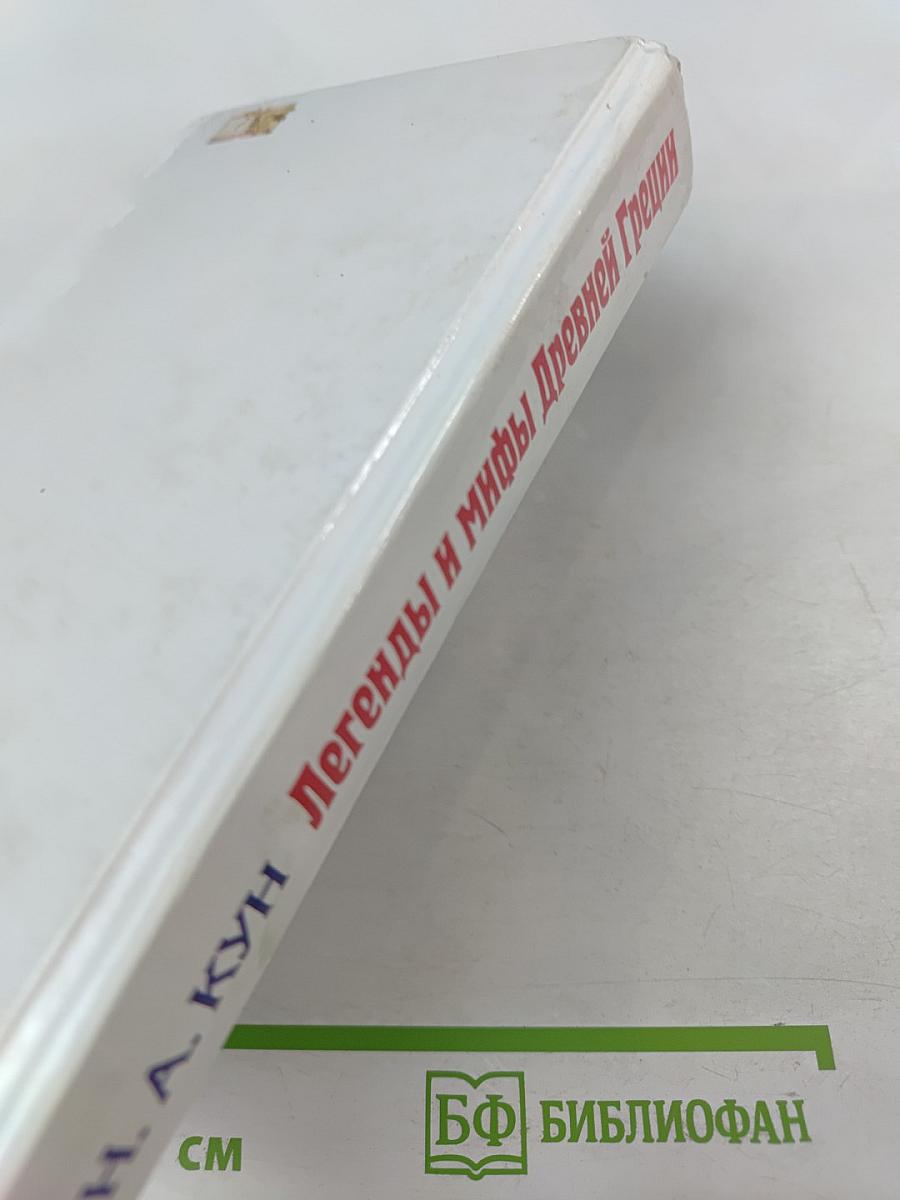 Н. А. КУН Легенды и мифы Древней Греции
см
БФ БИБЛИОФАН